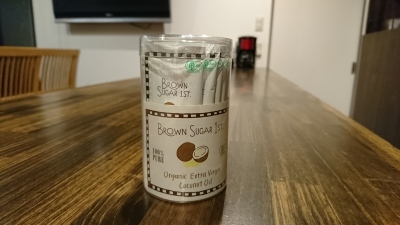 BROWN
SUGAR 1ST.
BROWN SUGAR 1ST.
100%
PURE
Organic Extra Virgin
Coconut Oil